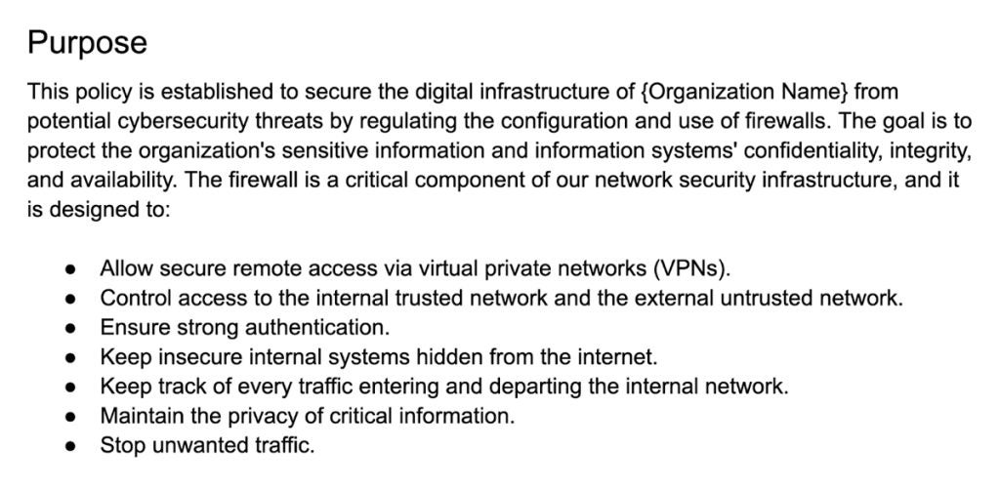 Purpose
This policy is established to secure the digital infrastructure of {Organization Name} from
potential cybersecurity threats by regulating the configuration and use of firewalls. The goal is to
protect the organization's sensitive information and information systems' confidentiality, integrity,
and availability. The firewall is a critical component of our network security infrastructure, and it
is designed to:
● Allow secure remote access via virtual private networks (VPNs).
● Control access to the internal trusted network and the external untrusted network.
● Ensure strong authentication.
● Keep insecure internal systems hidden from the internet.
● Keep track of every traffic entering and departing the internal network.
● Maintain the privacy of critical information.
● Stop unwanted traffic.